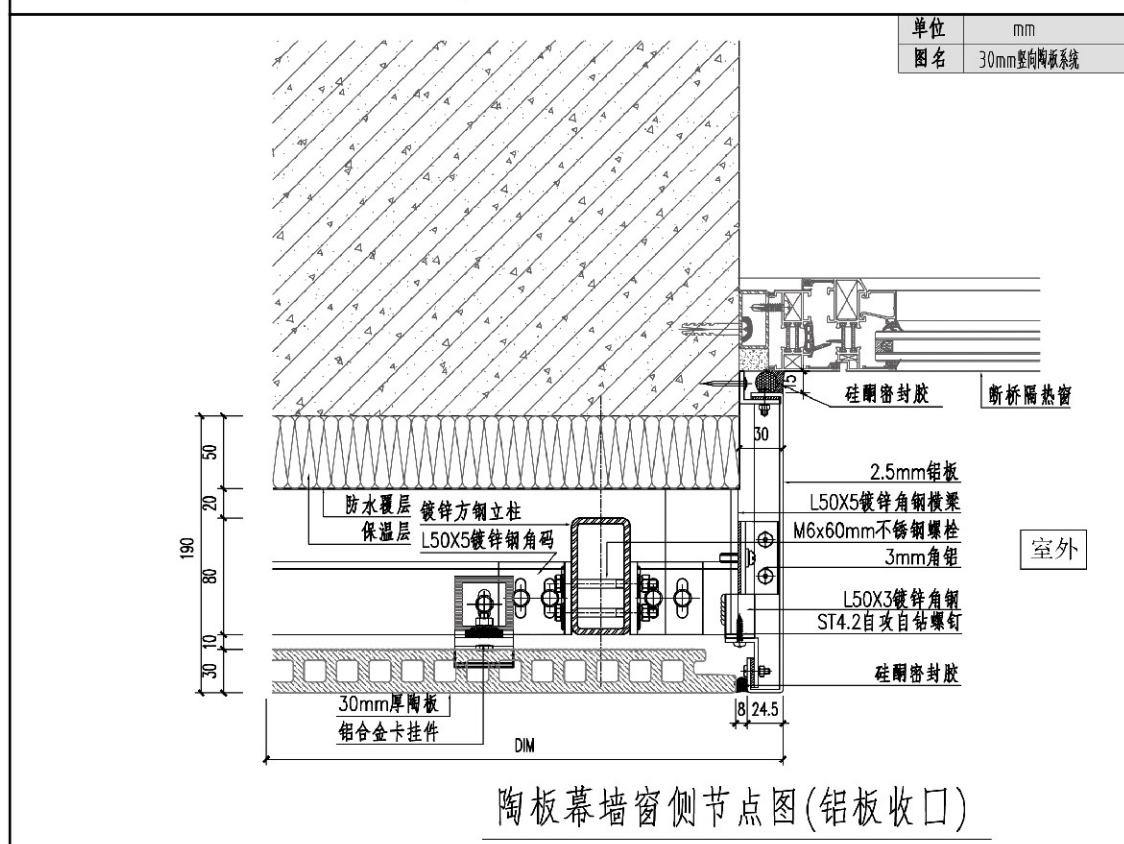 单位 mm
图名 30mm竖向陶板系统
15
硅酮密封胶 断桥隔热窗
30
50
2.5mm铝板
20
防水覆层 镀锌方钢立柱
L50X5镀锌角钢横梁
保温层 L50X5镀锌钢角码
M6x60mm不锈钢螺栓
190
80
3mm角铝
室外
L50X3镀锌角钢
ST4.2自攻自钻螺钉
10
30
硅酮密封胶
30mm厚陶板
8 24.5
铝合金卡挂件
DIM
陶板幕墙窗侧节点图(铝板收口)